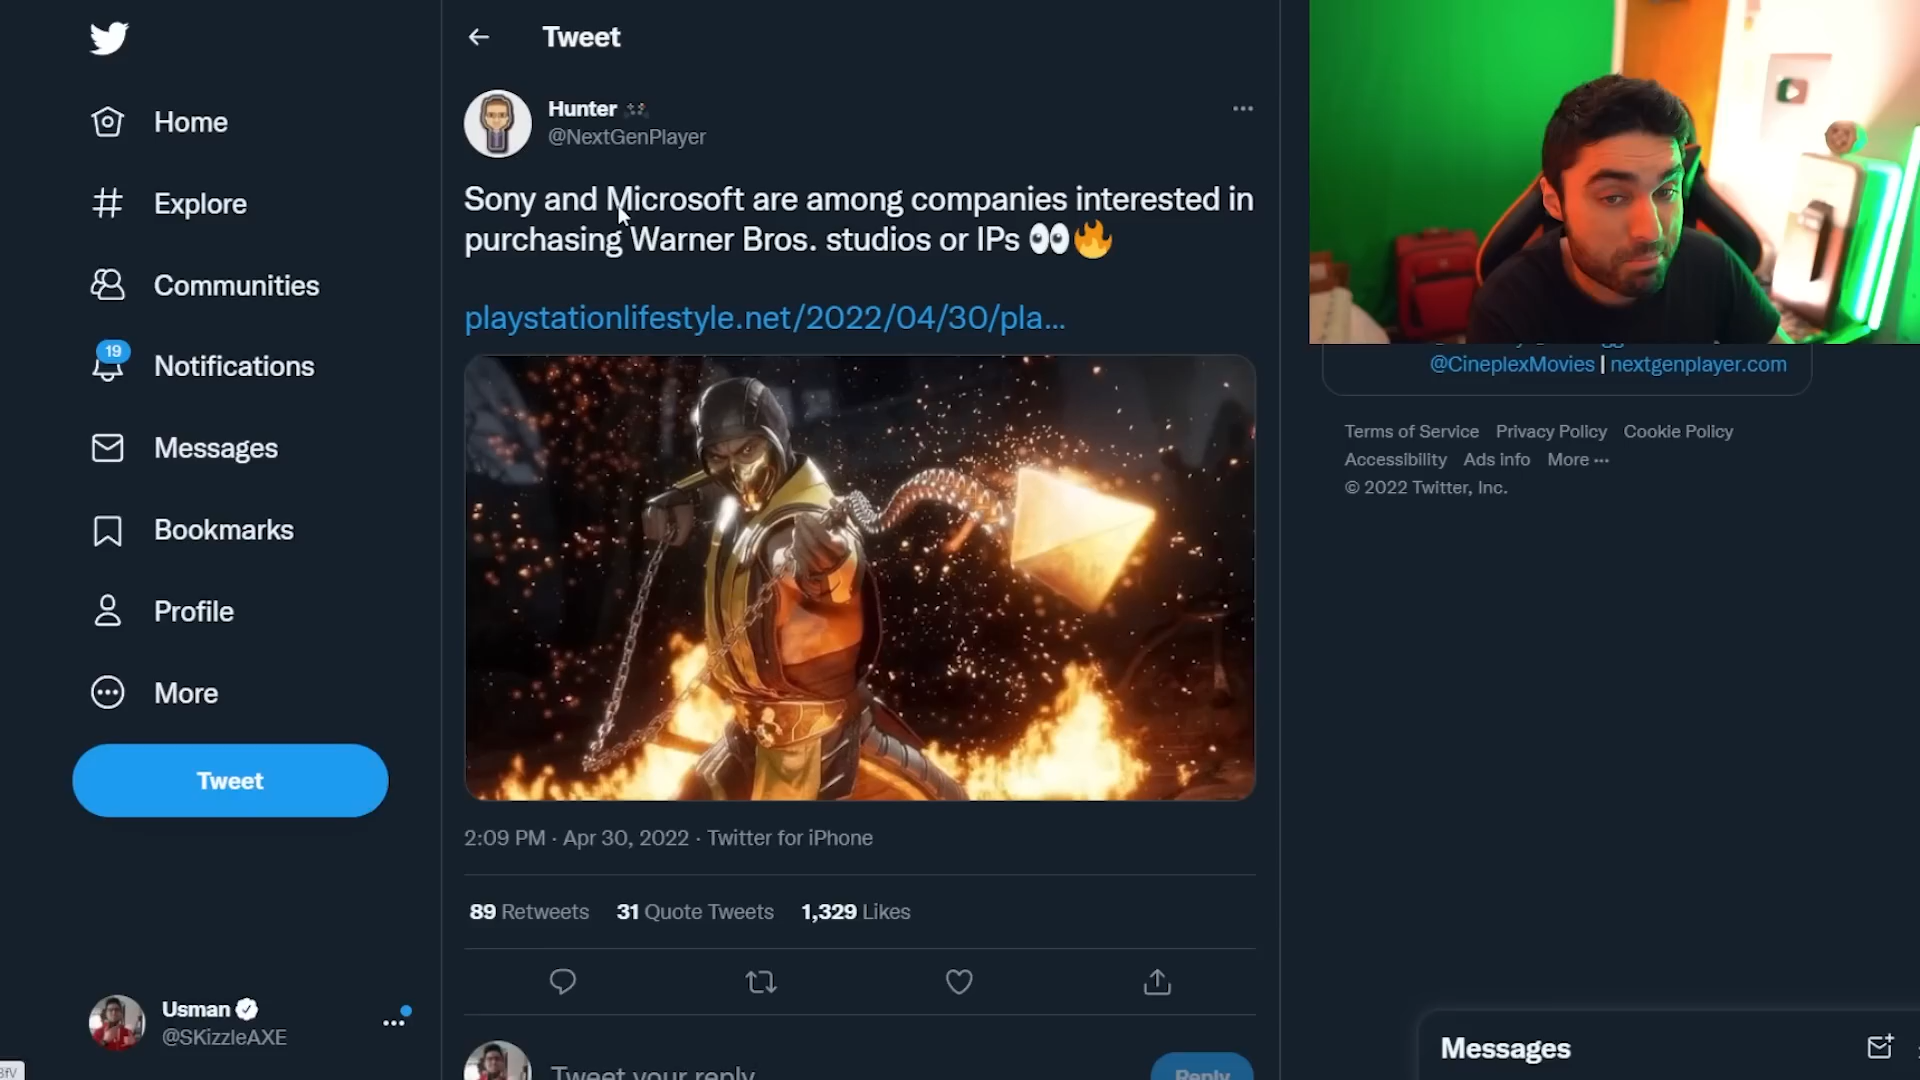 Tweet
Hunter
@NextGenPlayer
Home
Explore
Communities
19
Notifications
Messages
Bookmarks
Profile
More
Tweet
Usman
@SKizzleAXE
Sony and Microsoft are among companies interested in
purchasing Warner Bros. studios or IPs 👀🔥
playstationlifestyle.net/2022/04/30/pla...
2:09 PM · Apr 30, 2022 · Twitter for iPhone
89 Retweets 31 Quote Tweets 1,329 Likes
Tweet your reply
Reply
@CineplexMovies | nextgenplayer.com
Terms of Service Privacy Policy Cookie Policy
Accessibility Ads info More ···
© 2022 Twitter, Inc.
Messages